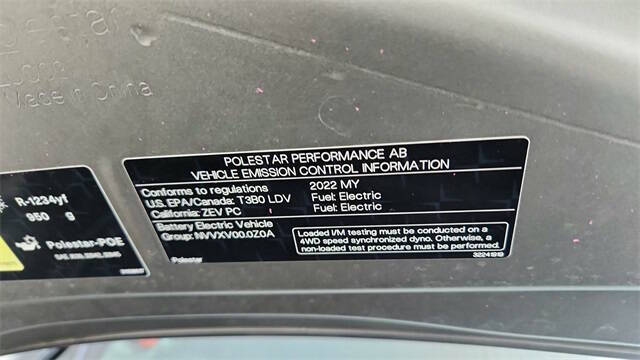 Made in China
R-1234yf
950 g
Polestar-POE
POLESTAR PERFORMANCE AB
VEHICLE EMISSION CONTROL INFORMATION
Conforms to regulations 2022 MY
U.S. EPA/Canada: T3B0 LDV Fuel: Electric
California: ZEV PC Fuel: Electric
Battery Electric Vehicle
Group: NVVXV00.0Z0A
Loaded I/M testing must be conducted on a
4WD speed synchronized dyno. Otherwise, a
non-loaded test procedure must be used.
Polestar
32241919